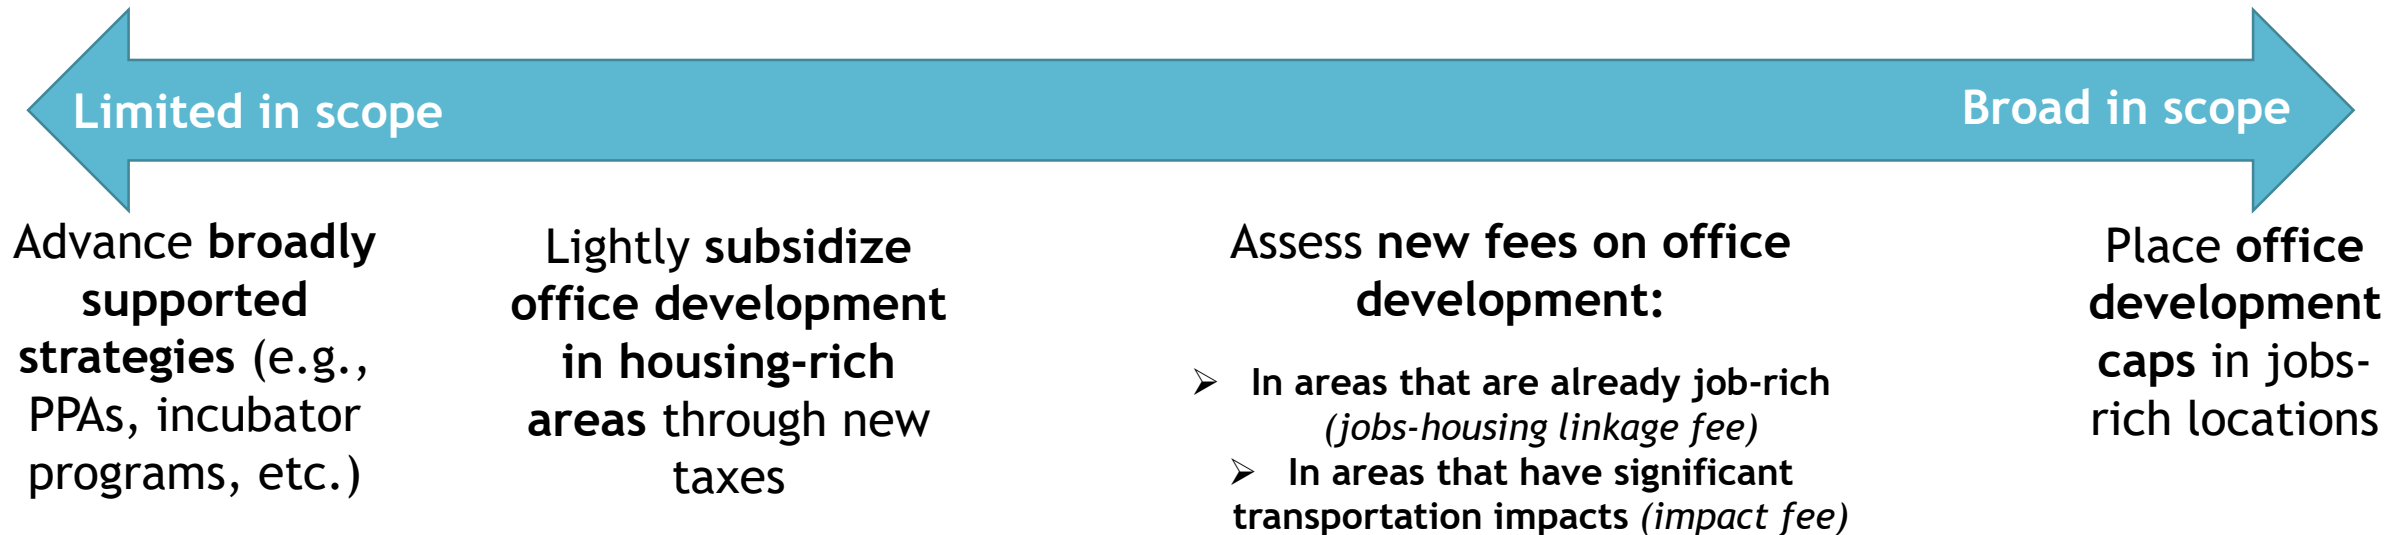 Limited in scope
Broad in scope
Advance broadly
supported
strategies (e.g.,
PPAs, incubator
programs, etc.)
Lightly subsidize
office development
in housing-rich
areas through new
taxes
Assess new fees on office
development:
➢ In areas that are already job-rich
(jobs-housing linkage fee)
➢ In areas that have significant
transportation impacts (impact fee)
Place office
development
caps in jobs-
rich locations